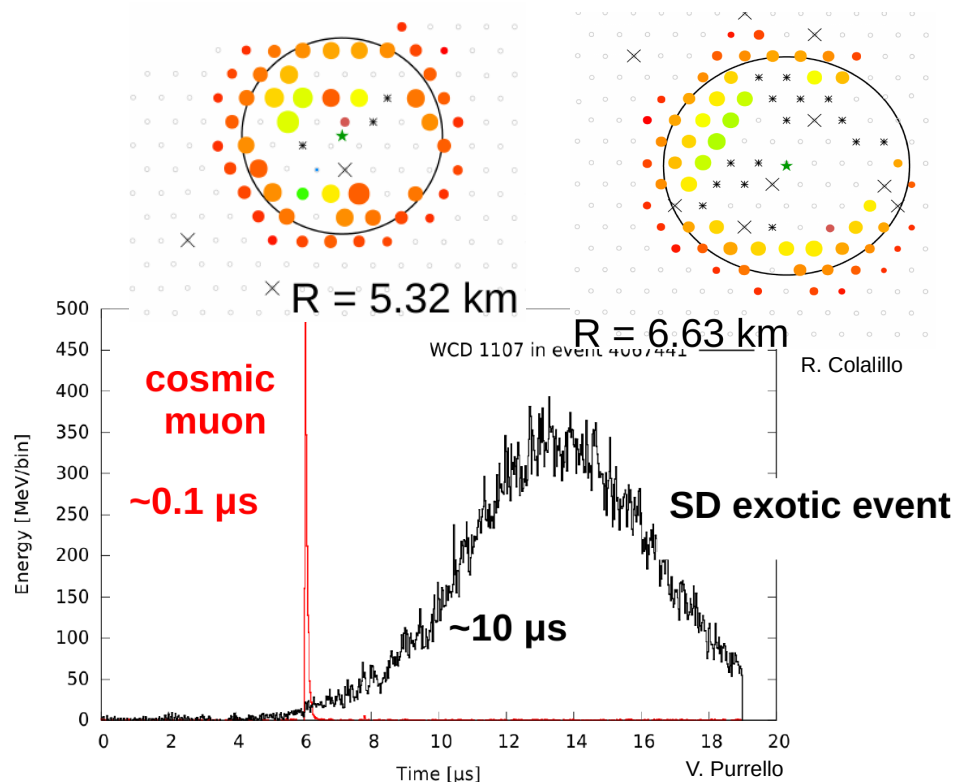 R = 5.32 km
R = 6.63 km
R. Colalillo
WCD 1107 in event 4067441
cosmic
muon
~0.1 µs
SD exotic event
~10 µs
Energy [MeV/bin]
500
450
400
350
300
250
200
150
100
50
0
0 2 4 6 8 10 12 14 16 18 20
Time [µs]
V. Purrello